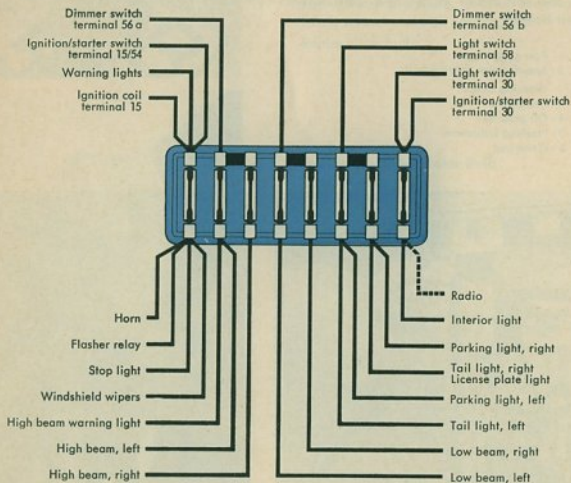 Dimmer switch
terminal 56 a
Ignition/starter switch
terminal 15/54
Warning lights
Ignition coil
terminal 15
Dimmer switch
terminal 56 b
Light switch
terminal 58
Light switch
terminal 30
Ignition/starter switch
terminal 30
Horn
Flasher relay
Stop light
Windshield wipers
High beam warning light
High beam, left
High beam, right
Radio
Interior light
Parking light, right
Tail light, right
License plate light
Parking light, left
Tail light, left
Low beam, right
Low beam, left